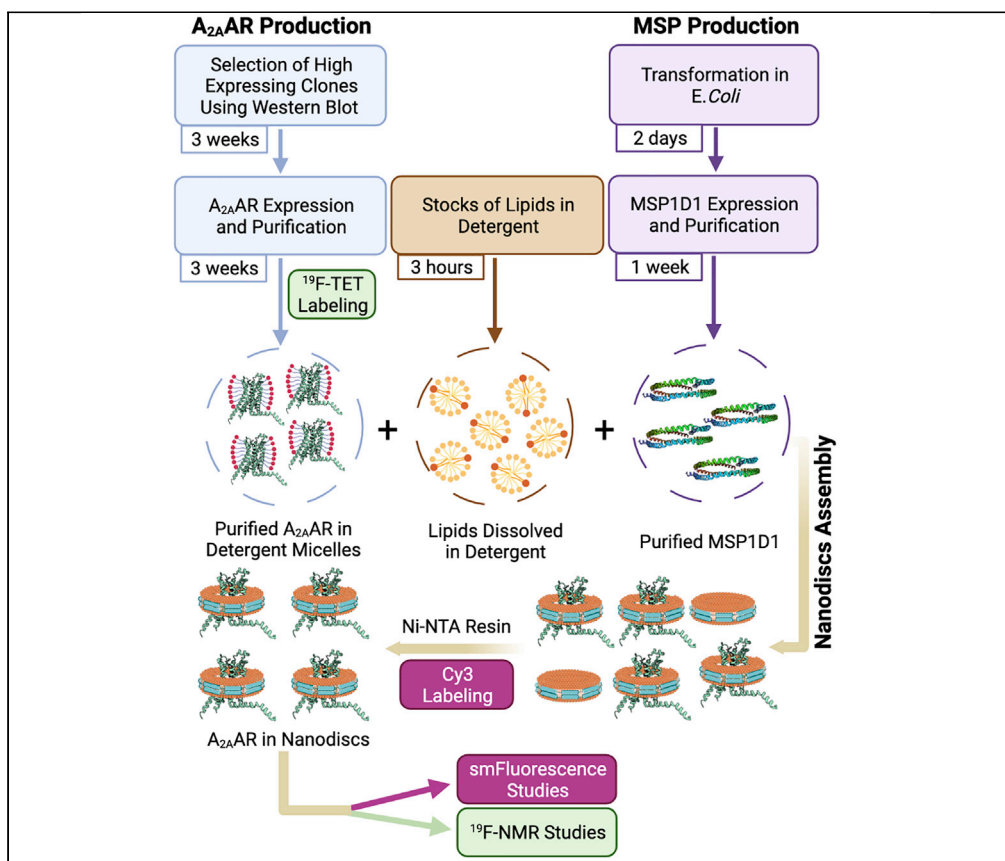 A₂ₐAR Production
MSP Production
Selection of High
Expressing Clones
Using Western Blot
3 weeks
Transformation in
E.Coli
2 days
A₂ₐAR Expression
and Purification
3 weeks
Stocks of Lipids in
Detergent
3 hours
MSP1D1 Expression
and Purification
1 week
¹⁹F-TET
Labeling
+
+
Purified A₂ₐAR in
Detergent Micelles
Lipids Dissolved
in Detergent
Purified MSP1D1
Nanodiscs Assembly
Ni-NTA Resin
Cy3
Labeling
A₂ₐAR in Nanodiscs
smFluorescence
Studies
¹⁹F-NMR Studies